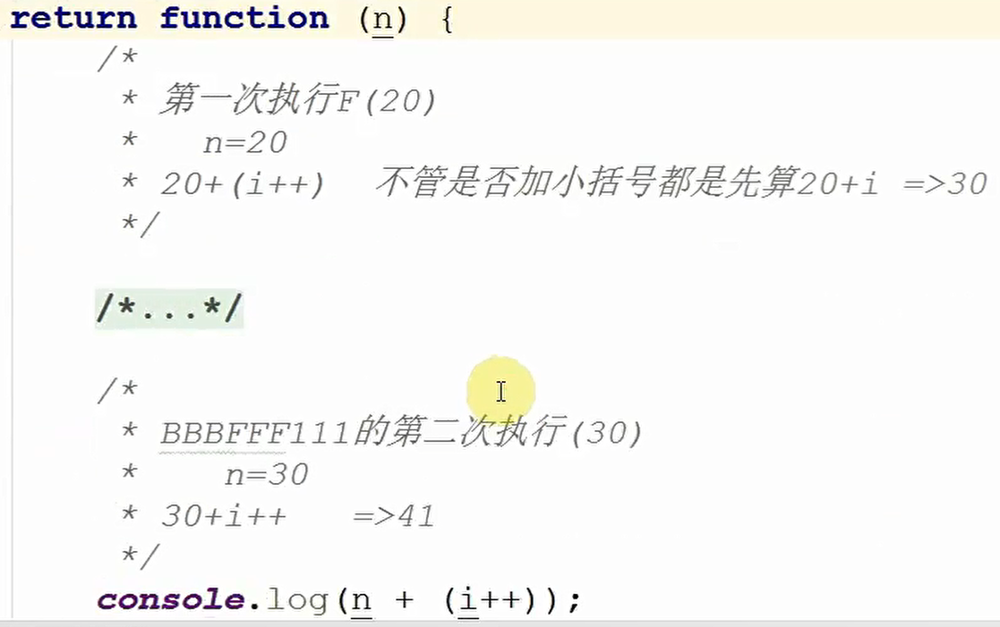 return function (n) {
/*
* 第一次执行F(20)
* n=20
* 20+(i++) 不管是否加小括号都是先算20+i =>30
*/
/*...*/
/*
* BBBFFF111的第二次执行(30)
* n=30
* 30+i++ =>41
*/
console.log(n + (i++));